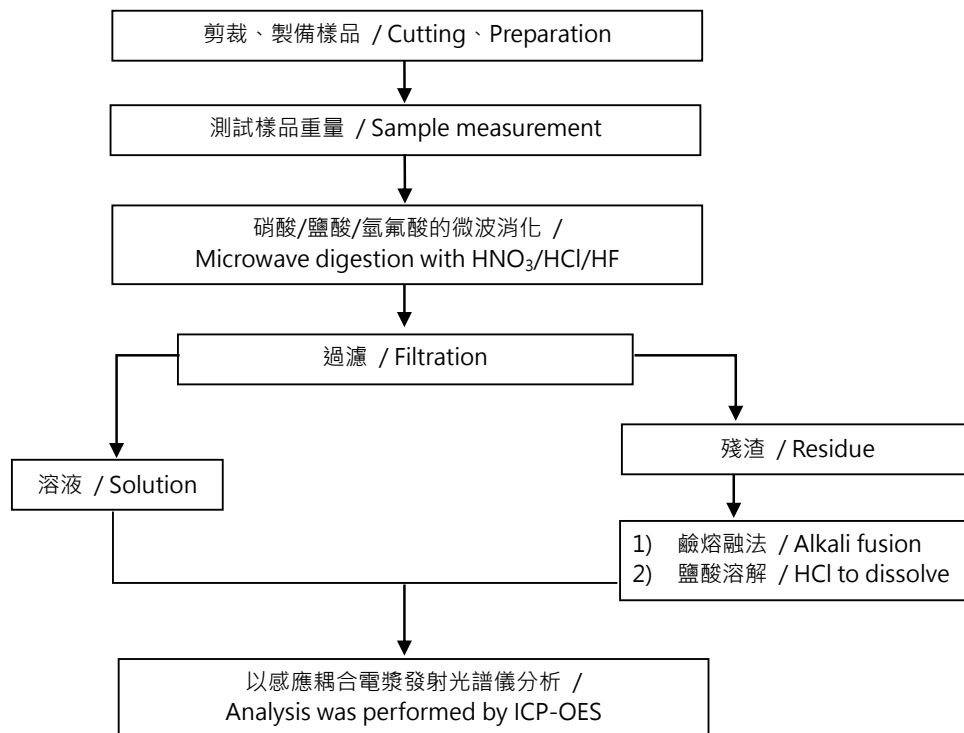 剪裁、製備樣品 / Cutting、Preparation
測試樣品重量 / Sample measurement
硝酸/鹽酸/氫氟酸的微波消化 /
Microwave digestion with HNO₃/HCl/HF
過濾 / Filtration
溶液 / Solution
殘渣 / Residue
1) 鹼熔融法 / Alkali fusion
2) 鹽酸溶解 / HCl to dissolve
以感應耦合電漿發射光譜儀分析 /
Analysis was performed by ICP-OES